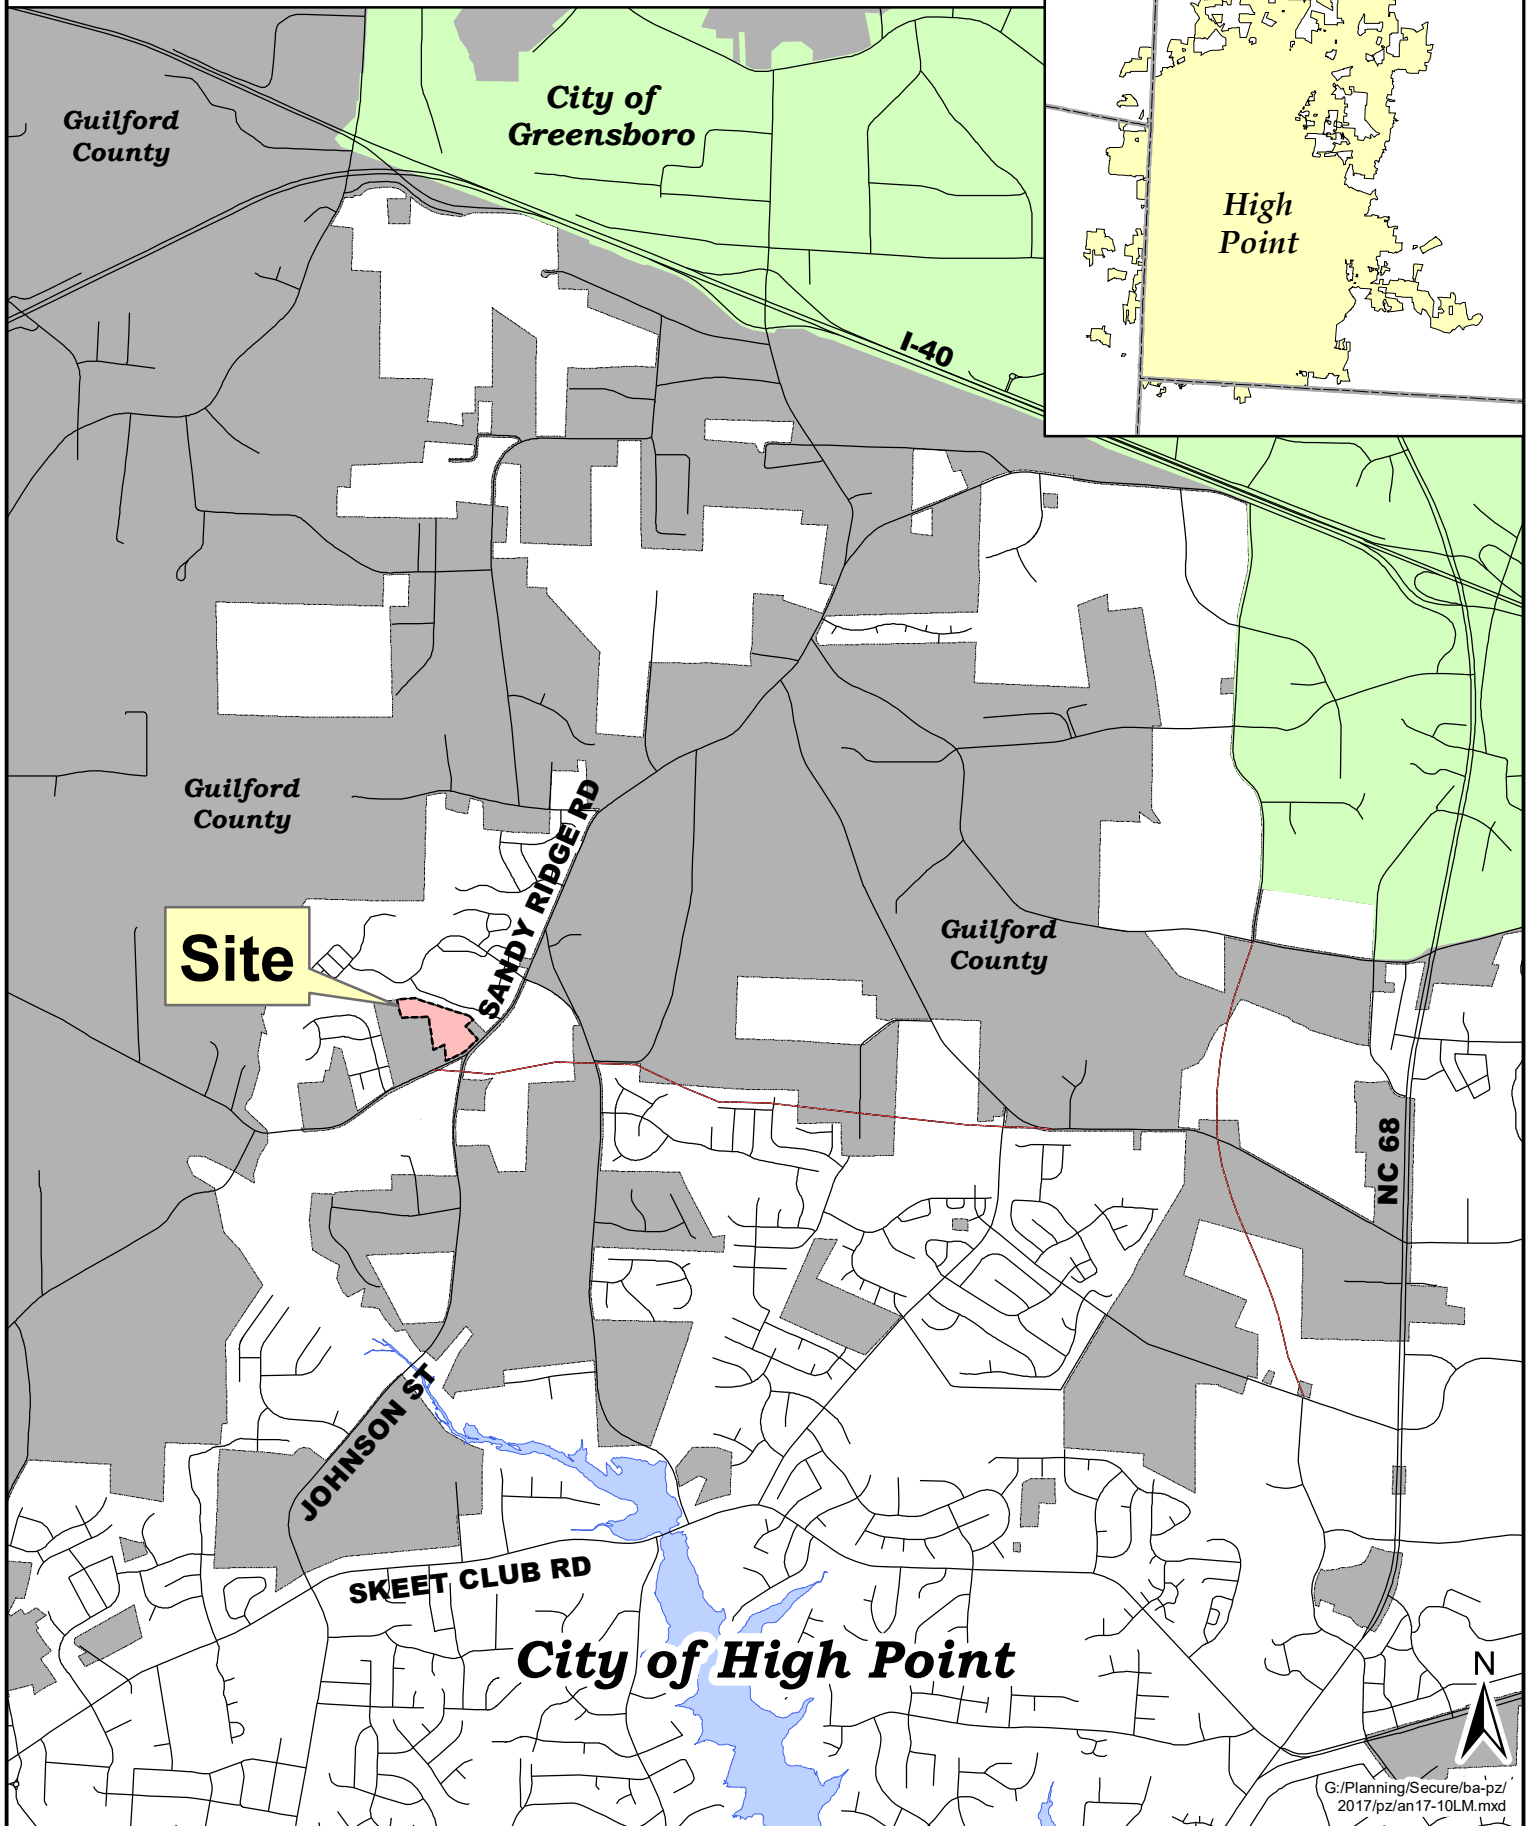 Guilford
County
City of
Greensboro
High
Point
I-40
Guilford
County
SANDY RIDGE RD
Site
Guilford
County
NC 68
JOHNSON ST
SKEET CLUB RD
City of High Point
N
G:/Planning/Secure/ba-pz/
2017/pz/an17-10LM.mxd